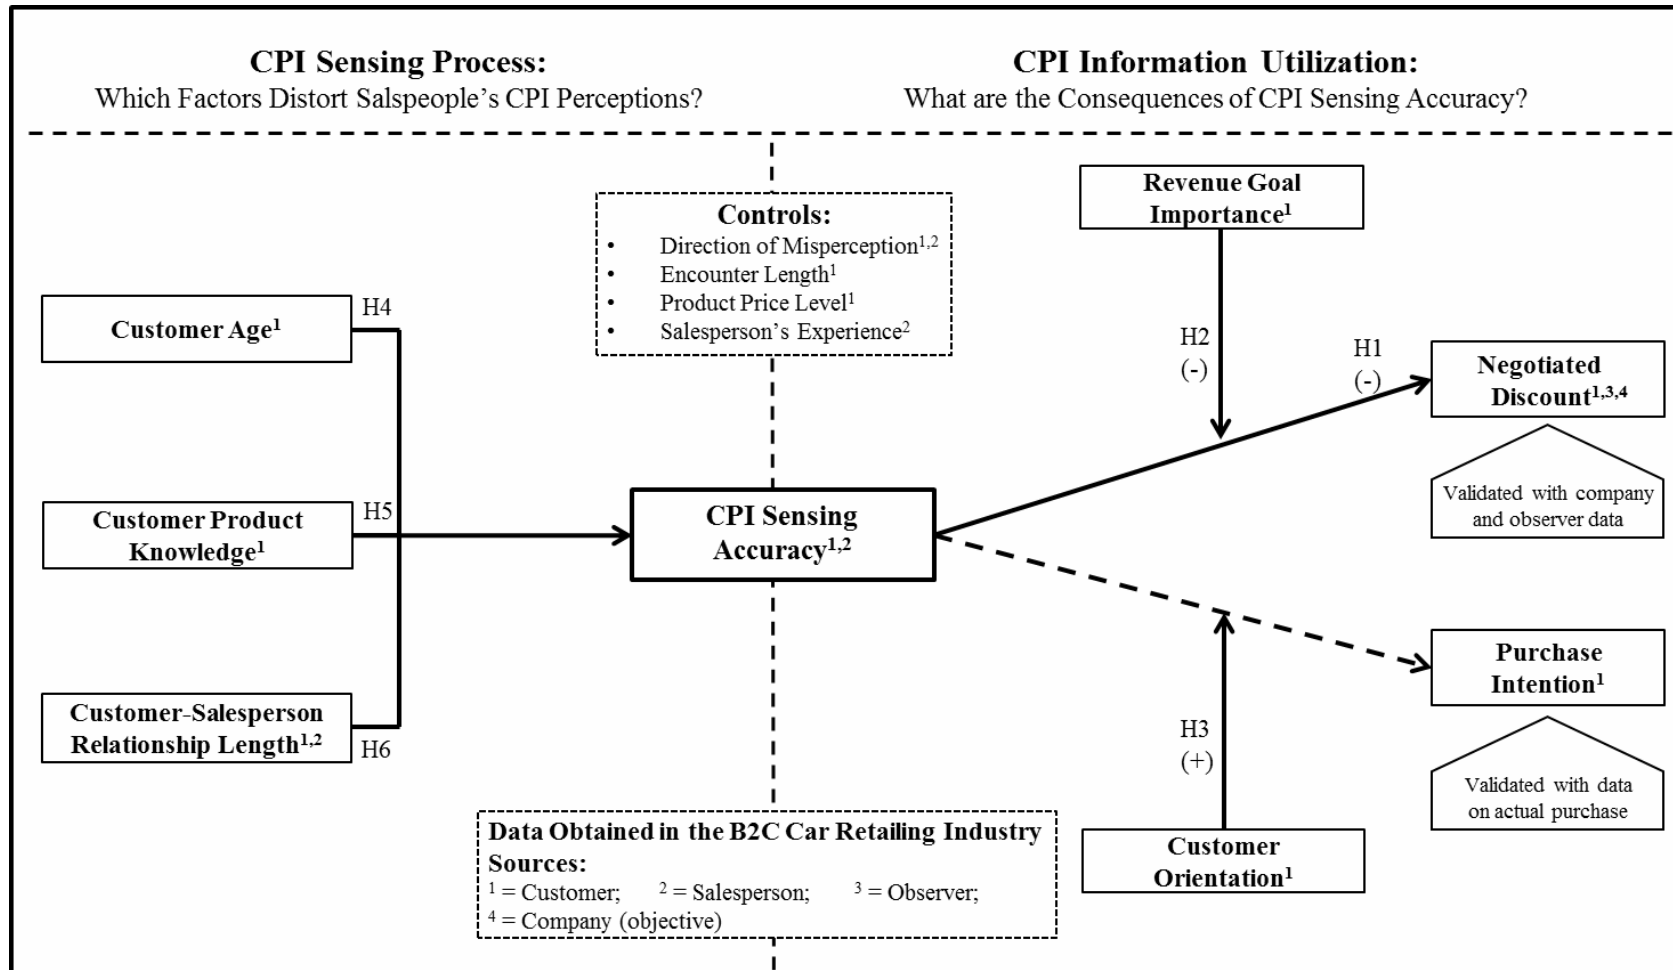 CPI Sensing Process:
Which Factors Distort Salspeople's CPI Perceptions?
CPI Information Utilization:
What are the Consequences of CPI Sensing Accuracy?
Controls:
• Direction of Misperception¹,²
• Encounter Length¹
• Product Price Level¹
• Salesperson's Experience²
Revenue Goal
Importance¹
Customer Age¹
H4
Customer Product
Knowledge¹
H5
Customer-Salesperson
Relationship Length¹,²
H6
CPI Sensing
Accuracy¹,²
H2
(-)
H1
(-)
Negotiated
Discount¹,³,⁴
Validated with company
and observer data
H3
(+)
Purchase
Intention¹
Validated with data
on actual purchase
Customer
Orientation¹
Data Obtained in the B2C Car Retailing Industry
Sources:
¹ = Customer; ² = Salesperson; ³ = Observer;
⁴ = Company (objective)